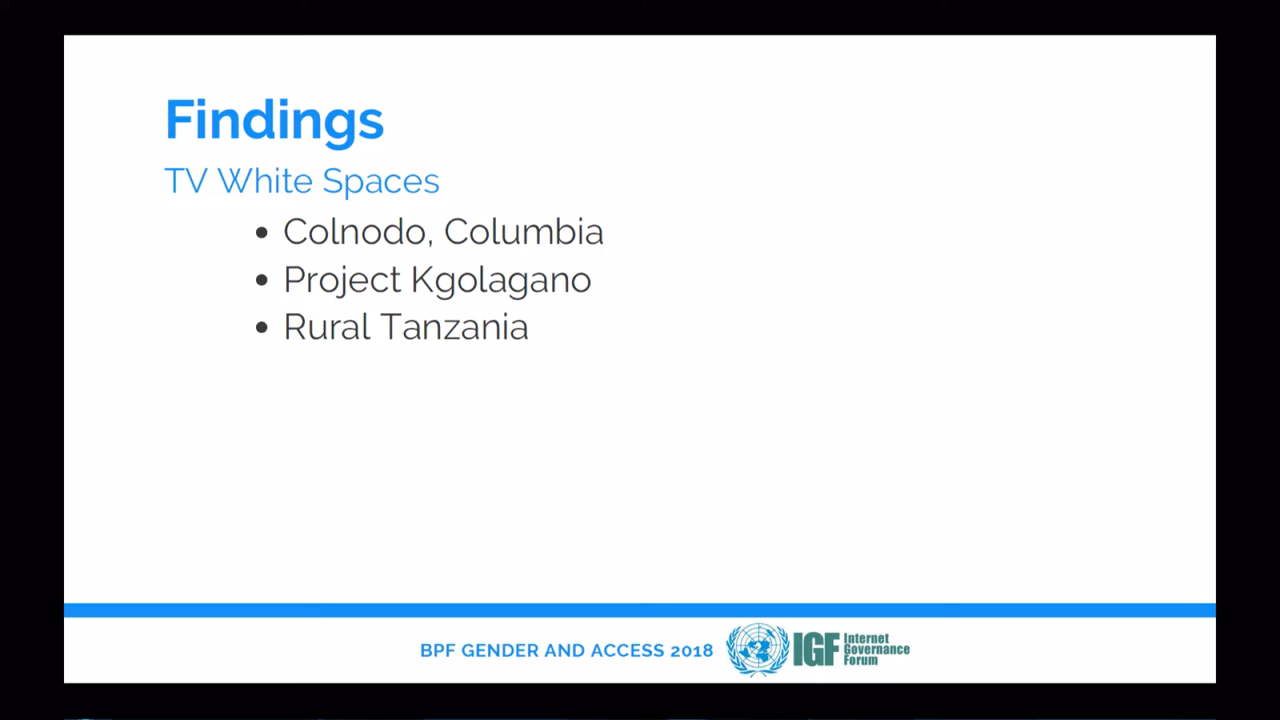 Findings
TV White Spaces
• Colnodo, Columbia
• Project Kgolagano
• Rural Tanzania
BPF GENDER AND ACCESS 2018
IGF
Internet
Governance
Forum